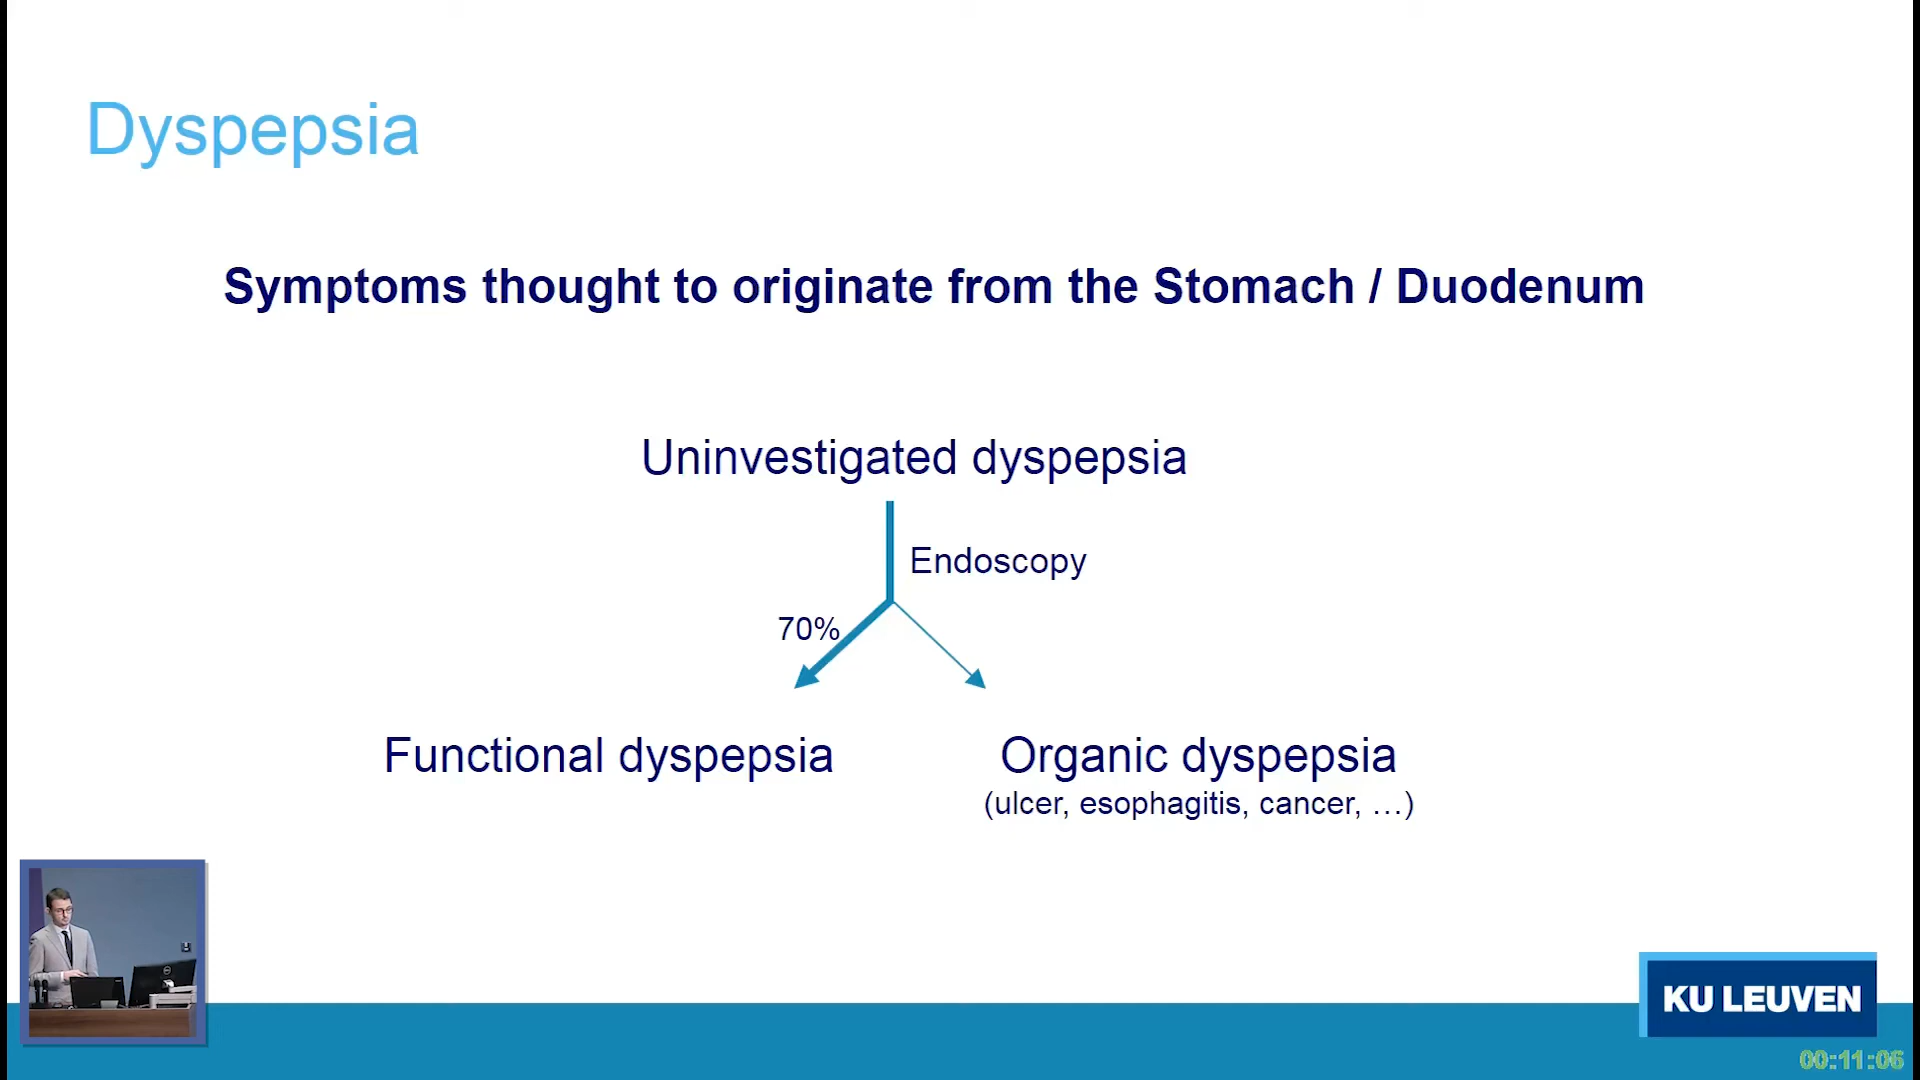 Dyspepsia
Symptoms thought to originate from the Stomach / Duodenum
Uninvestigated dyspepsia
Endoscopy
70%
Functional dyspepsia
Organic dyspepsia
(ulcer, esophagitis, cancer, …)
KU LEUVEN
00:11:06